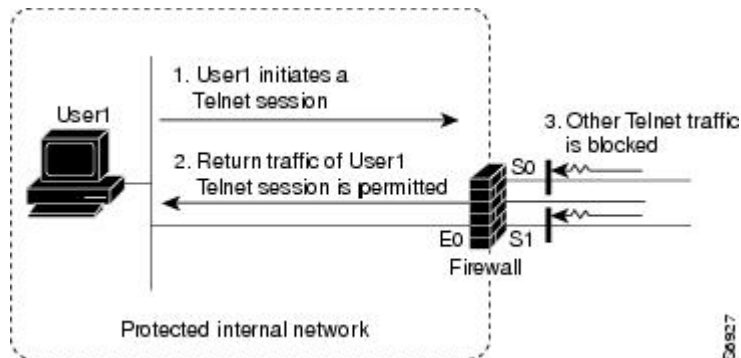 1. User1 initiates a
Telnet session
User1
3. Other Telnet traffic
is blocked
2. Return traffic of User1
Telnet session is permitted
S0
E0
S1
Firewall
Protected internal network
S6927